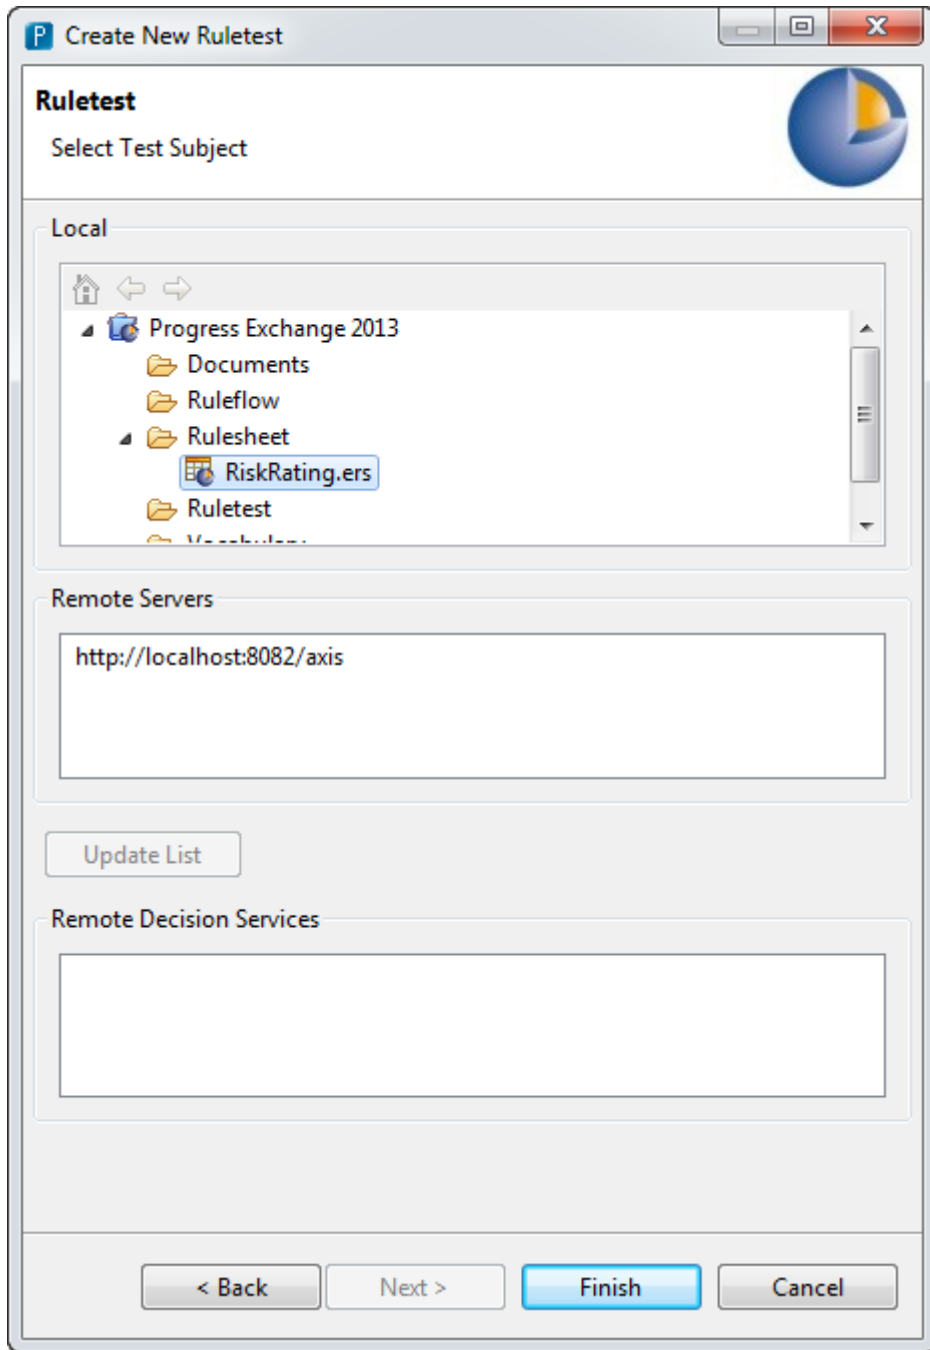 Create New Ruletest
Ruletest
Select Test Subject
Local
Progress Exchange 2013
Documents
Ruleflow
Rulesheet
RiskRating.ers
Ruletest
Vocabulary
Remote Servers
http://localhost:8082/axis
Update List
Remote Decision Services
< Back
Next >
Finish
Cancel